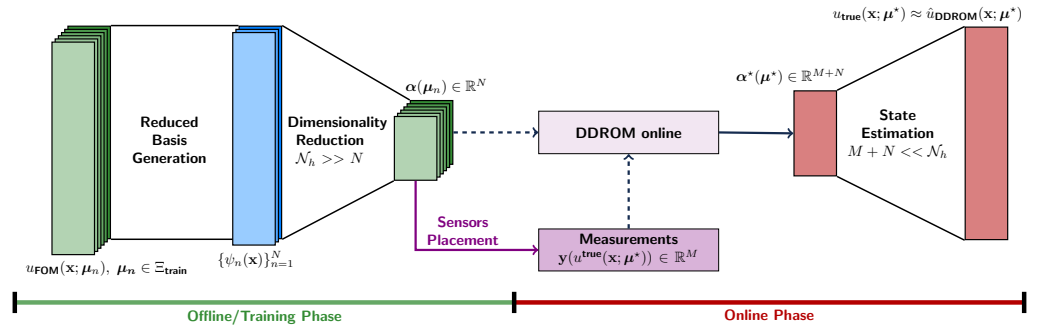 u_true(x; μ*) ≈ û_DDROM(x; μ*)
α*(μ*) ∈ ℝ^{M+N}
α(μ_n) ∈ ℝ^N
Reduced
Basis
Generation
Dimensionality
Reduction
𝒩_h >> N
DDROM online
State
Estimation
M + N << 𝒩_h
Sensors
Placement
Measurements
y(u^true(x; μ*)) ∈ ℝ^M
u_FOM(x; μ_n), μ_n ∈ Ξ_train
{ψ_n(x)}_{n=1}^N
Offline/Training Phase
Online Phase